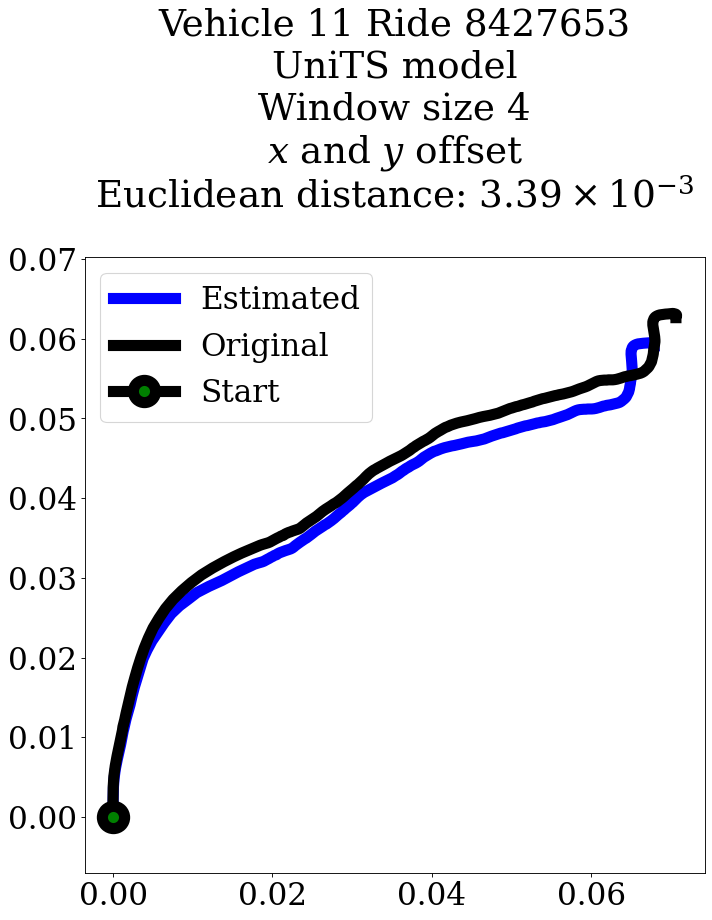 Vehicle 11 Ride 8427653
UniTS model
Window size 4
x and y offset
Euclidean distance: 3.39 × 10⁻³
0.07
0.06
0.05
0.04
0.03
0.02
0.01
0.00
Estimated
Original
Start
0.00 0.02 0.04 0.06